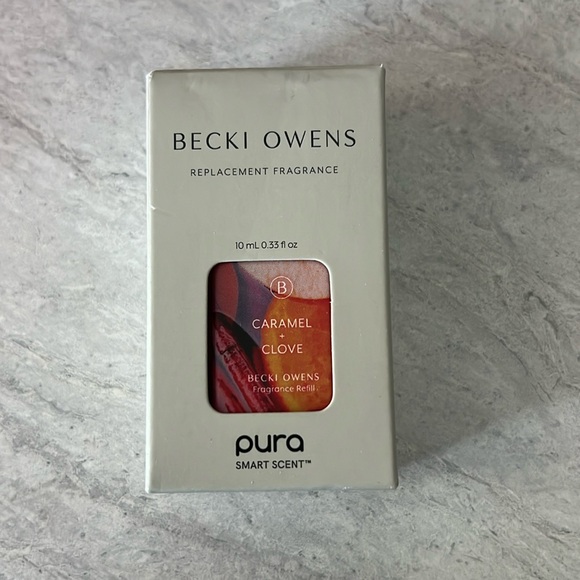 BECKI OWENS
REPLACEMENT FRAGRANCE
10 mL 0.33 fl oz
B
CARAMEL
+
CLOVE
BECKI OWENS
Fragrance Refill
pura
SMART SCENT™